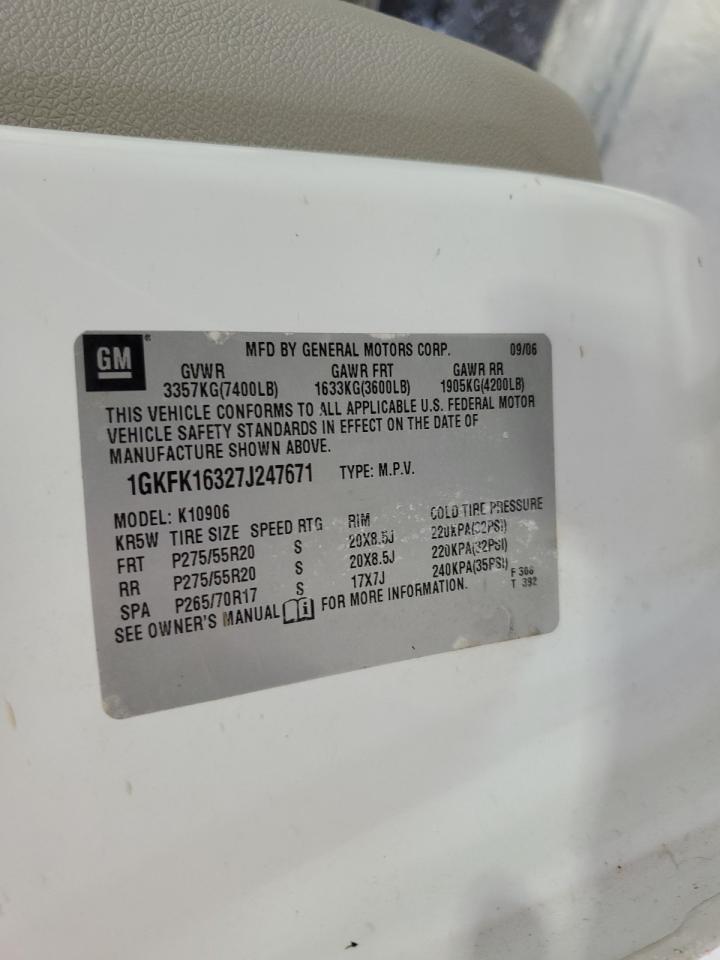 GM
MFD BY GENERAL MOTORS CORP. 09/06
GVWR GAWR FRT GAWR RR
3357KG(7400LB) 1633KG(3600LB) 1905KG(4200LB)
THIS VEHICLE CONFORMS TO ALL APPLICABLE U.S. FEDERAL MOTOR
VEHICLE SAFETY STANDARDS IN EFFECT ON THE DATE OF
MANUFACTURE SHOWN ABOVE.
1GKFK16327J247671 TYPE: M.P.V.
MODEL: K10906
KR5W TIRE SIZE SPEED RTG RIM COLD TIRE PRESSURE
FRT P275/55R20 S 20X8.5J 220KPA(32PSI)
RR P275/55R20 S 20X8.5J 220KPA(32PSI)
SPA P265/70R17 S 17X7J 240KPA(35PSI)
SEE OWNER'S MANUAL i FOR MORE INFORMATION.
F 366
T 392